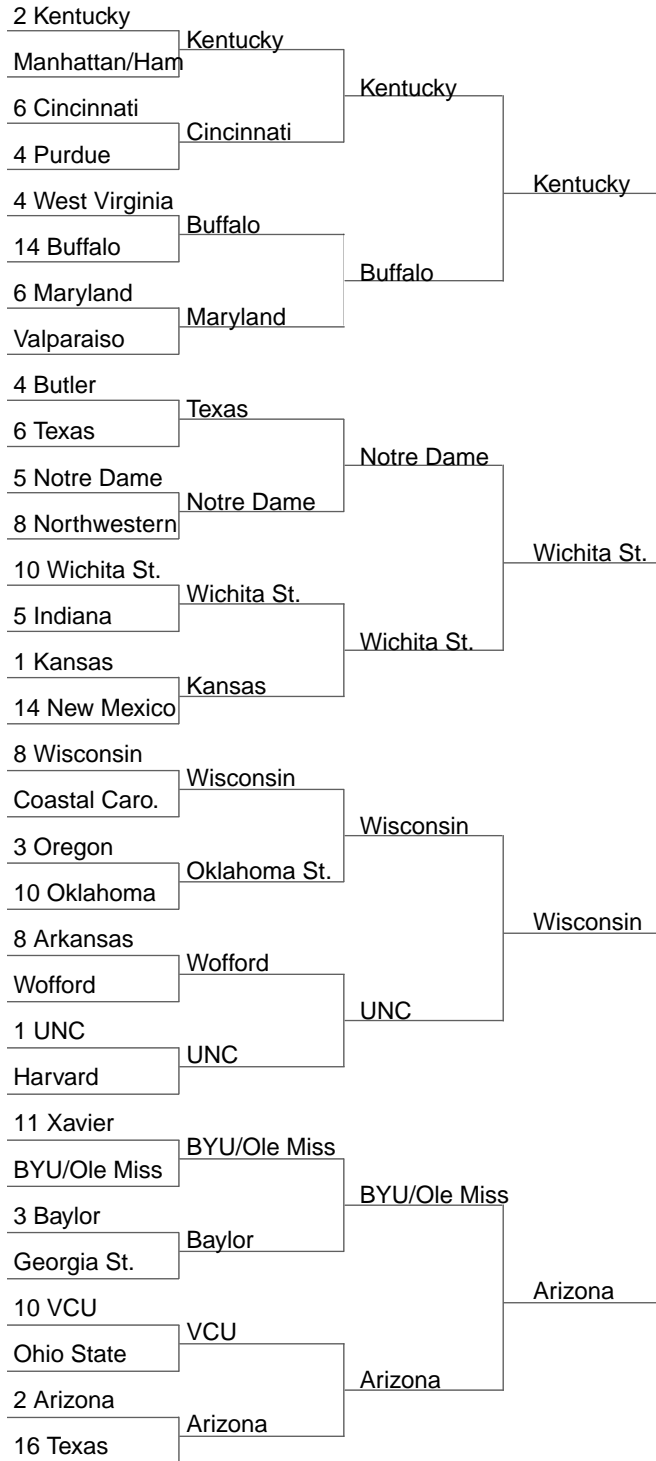 2 Kentucky
Manhattan/Ham
6 Cincinnati
4 Purdue
4 West Virginia
14 Buffalo
6 Maryland
Valparaiso
4 Butler
6 Texas
5 Notre Dame
8 Northwestern
10 Wichita St.
5 Indiana
1 Kansas
14 New Mexico
8 Wisconsin
Coastal Caro.
3 Oregon
10 Oklahoma
8 Arkansas
Wofford
1 UNC
Harvard
11 Xavier
BYU/Ole Miss
3 Baylor
Georgia St.
10 VCU
Ohio State
2 Arizona
16 Texas
Kentucky
Cincinnati
Buffalo
Maryland
Texas
Notre Dame
Wichita St.
Kansas
Wisconsin
Oklahoma St.
Wofford
UNC
BYU/Ole Miss
Baylor
VCU
Arizona
Kentucky
Buffalo
Notre Dame
Wichita St.
Wisconsin
UNC
BYU/Ole Miss
Arizona
Kentucky
Wichita St.
Wisconsin
Arizona